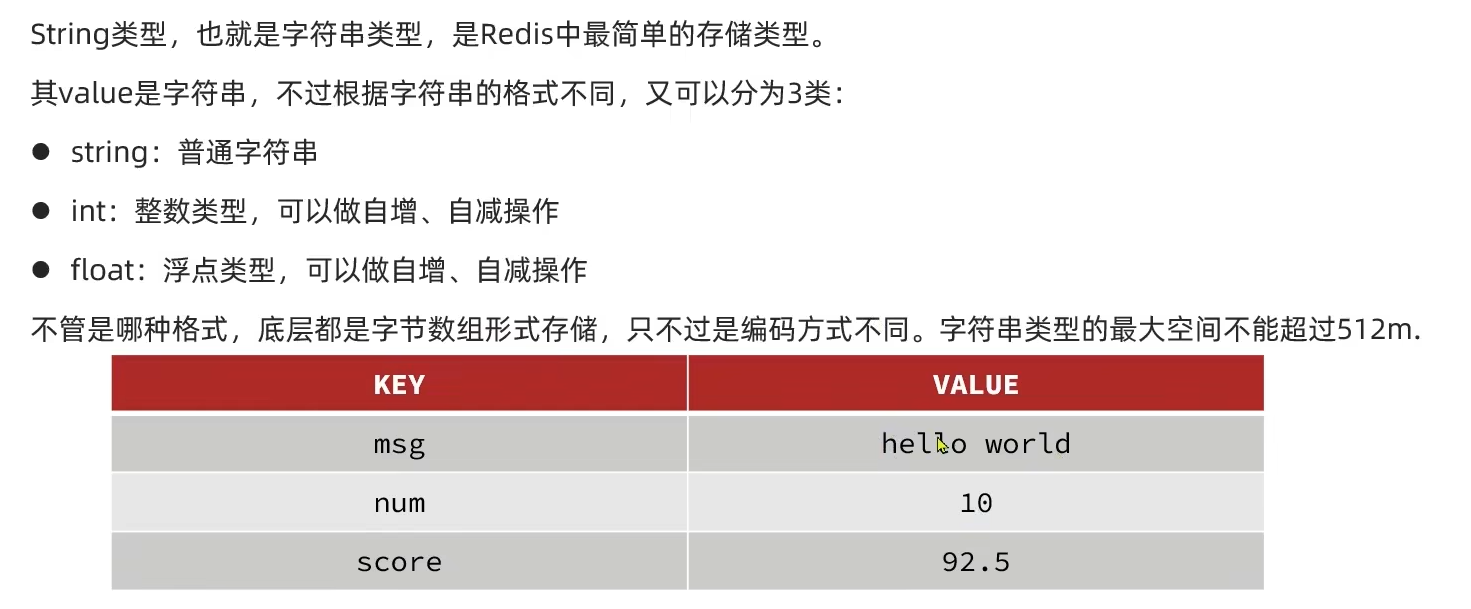 String类型，也就是字符串类型，是Redis中最简单的存储类型。
其value是字符串，不过根据字符串的格式不同，又可以分为3类：
● string：普通字符串
● int：整数类型，可以做自增、自减操作
● float：浮点类型，可以做自增、自减操作
不管是哪种格式，底层都是字节数组形式存储，只不过是编码方式不同。字符串类型的最大空间不能超过512m.
KEY VALUE
msg hello world
num 10
score 92.5